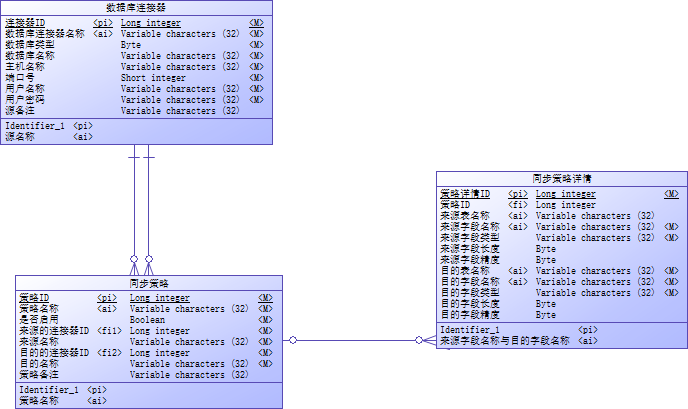 数据库连接器
连接器ID <pi> Long integer <M>
数据库连接器名称 <ai> Variable characters (32) <M>
数据库类型 Byte <M>
数据库名称 Variable characters (32) <M>
主机名称 Variable characters (32) <M>
端口号 Short integer <M>
用户名称 Variable characters (32) <M>
用户密码 Variable characters (32) <M>
源备注 Variable characters (32)
Identifier_1 <pi>
源名称 <ai>
同步策略详情
策略详情ID <pi> Long integer <M>
策略ID <fi> Long integer
来源表名称 <ai> Variable characters (32)
来源字段名称 <ai> Variable characters (32) <M>
来源字段类型 Variable characters (32) <M>
来源字段长度 Byte
来源字段精度 Byte
目的表名称 <ai> Variable characters (32) <M>
目的字段名称 <ai> Variable characters (32) <M>
目的字段类型 Variable characters (32) <M>
目的字段长度 Byte
目的字段精度 Byte
Identifier_1 <pi>
来源字段名称与目的字段名称 <ai>
同步策略
策略ID <pi> Long integer <M>
策略名称 <ai> Variable characters (32) <M>
是否启用 Boolean <M>
来源的连接器ID <fi1> Long integer <M>
来源名称 Variable characters (32) <M>
目的的连接器ID <fi2> Long integer <M>
目的名称 Variable characters (32) <M>
策略备注 Variable characters (32)
Identifier_1 <pi>
策略名称 <ai>